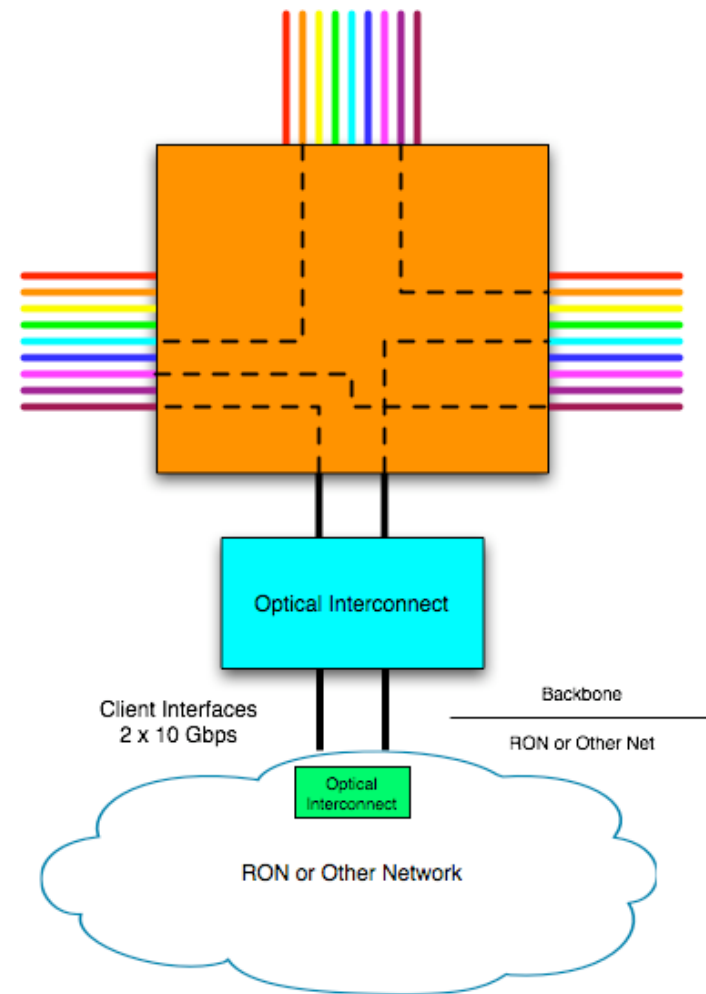 Optical Interconnect
Client Interfaces
2 x 10 Gbps
Backbone
RON or Other Net
Optical
Interconnect
RON or Other Network